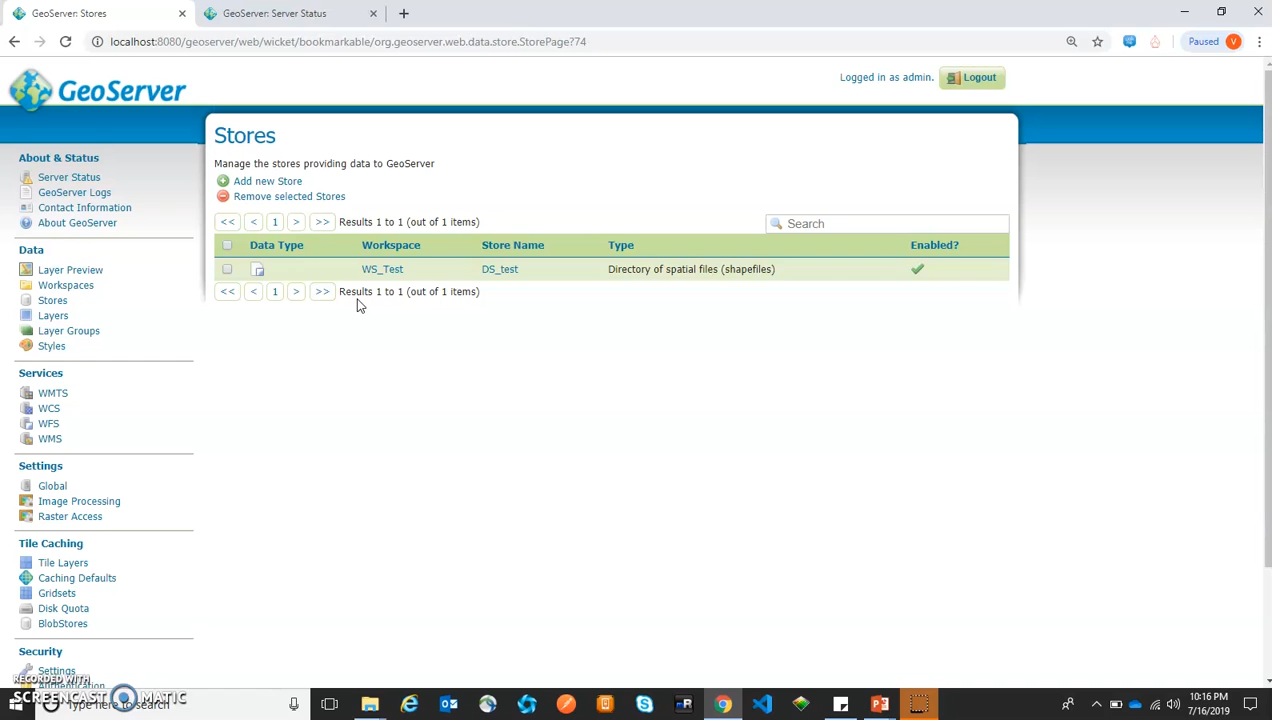 GeoServer: Stores
GeoServer: Server Status
localhost:8080/geoserver/web/wicket/bookmarkable/org.geoserver.web.data.store.StorePage?74
Paused V
GeoServer
Logged in as admin.
Logout
About & Status
Server Status
GeoServer Logs
Contact Information
About GeoServer
Data
Layer Preview
Workspaces
Stores
Layers
Layer Groups
Styles
Services
WMTS
WCS
WFS
WMS
Settings
Global
Image Processing
Raster Access
Tile Caching
Tile Layers
Caching Defaults
Gridsets
Disk Quota
BlobStores
Security
Settings
Authentication
Stores
Manage the stores providing data to GeoServer
Add new Store
Remove selected Stores
<< < 1 > >> Results 1 to 1 (out of 1 items)
Search
Data Type Workspace Store Name Type Enabled?
WS_Test DS_test Directory of spatial files (shapefiles)
<< < 1 > >> Results 1 to 1 (out of 1 items)
RECORDED WITH
SCREENCAST MATIC
Type here to search
10:16 PM
7/16/2019